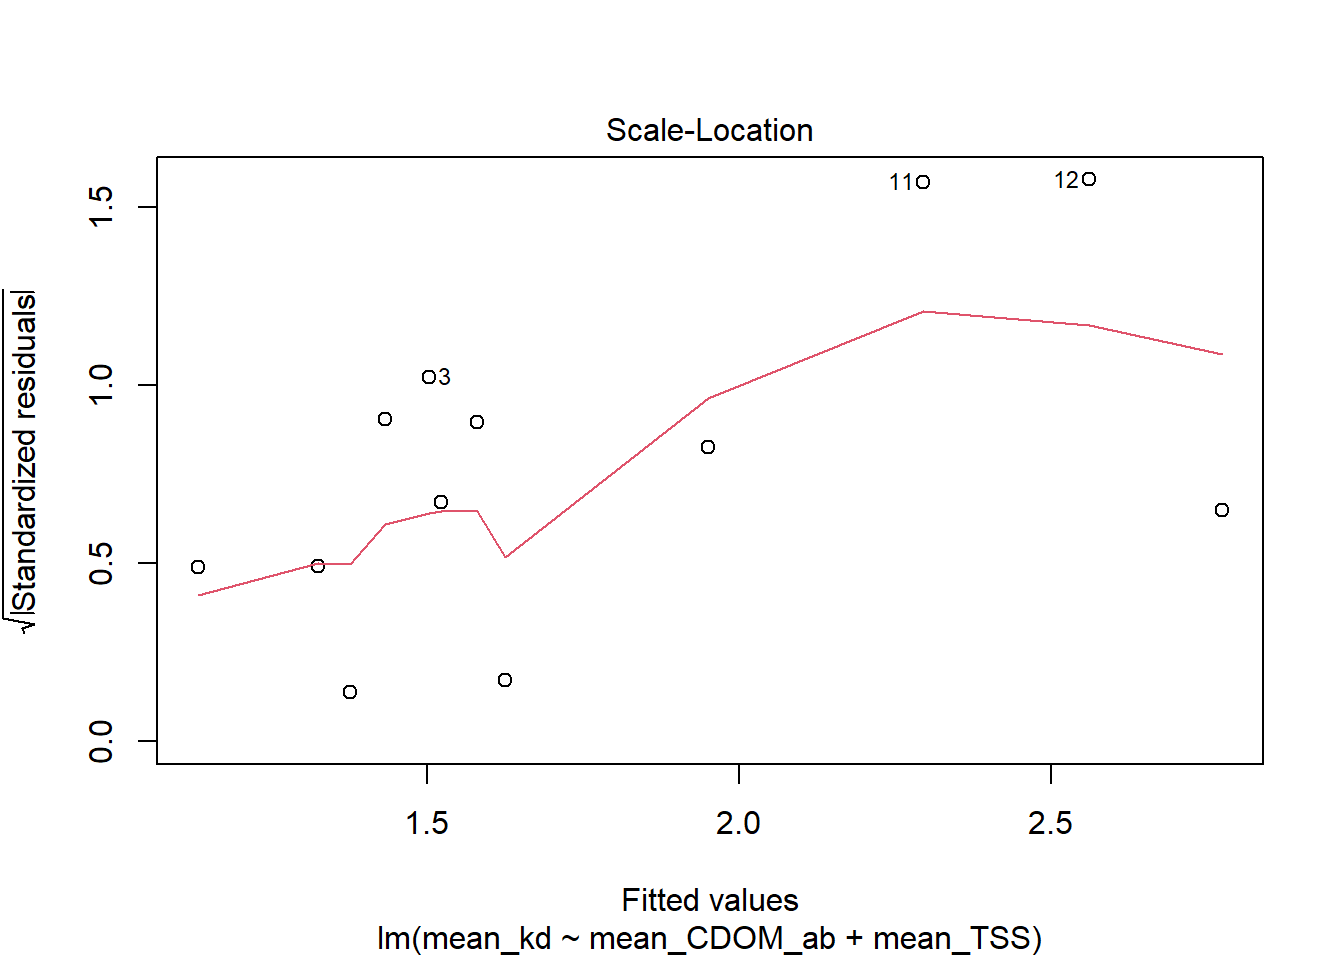 Scale-Location
√|Standardized residuals|
1.5
1.0
0.5
0.0
11
12
3
1.5 2.0 2.5
Fitted values
lm(mean_kd ~ mean_CDOM_ab + mean_TSS)